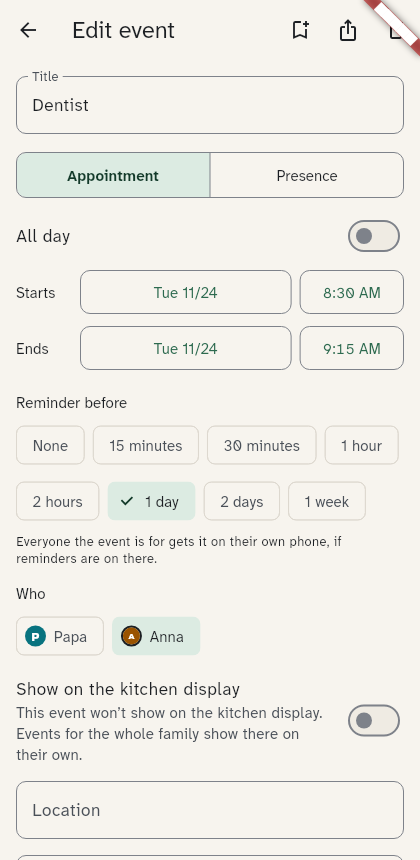 Edit event
Title
Dentist
Appointment
Presence
All day
Starts
Tue 11/24
8:30 AM
Ends
Tue 11/24
9:15 AM
Reminder before
None
15 minutes
30 minutes
1 hour
2 hours
1 day
2 days
1 week
Everyone the event is for gets it on their own phone, if
reminders are on there.
Who
P
Papa
A
Anna
Show on the kitchen display
This event won't show on the kitchen display.
Events for the whole family show there on
their own.
Location